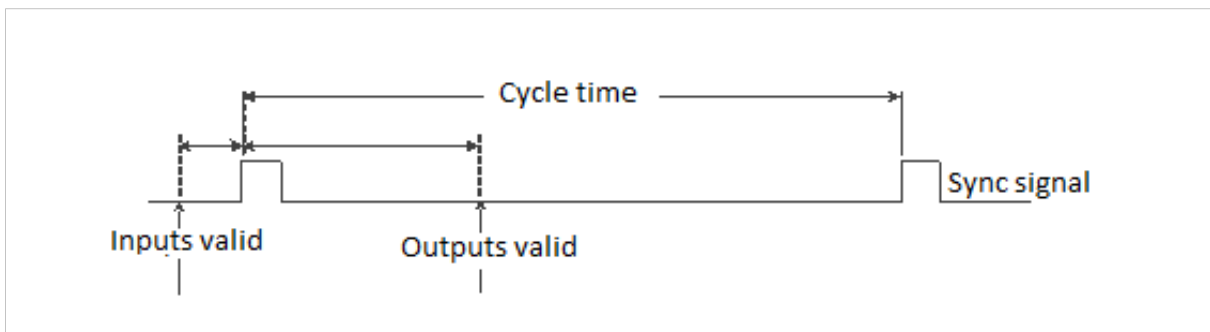 Cycle time
Sync signal
Inputs valid
Outputs valid